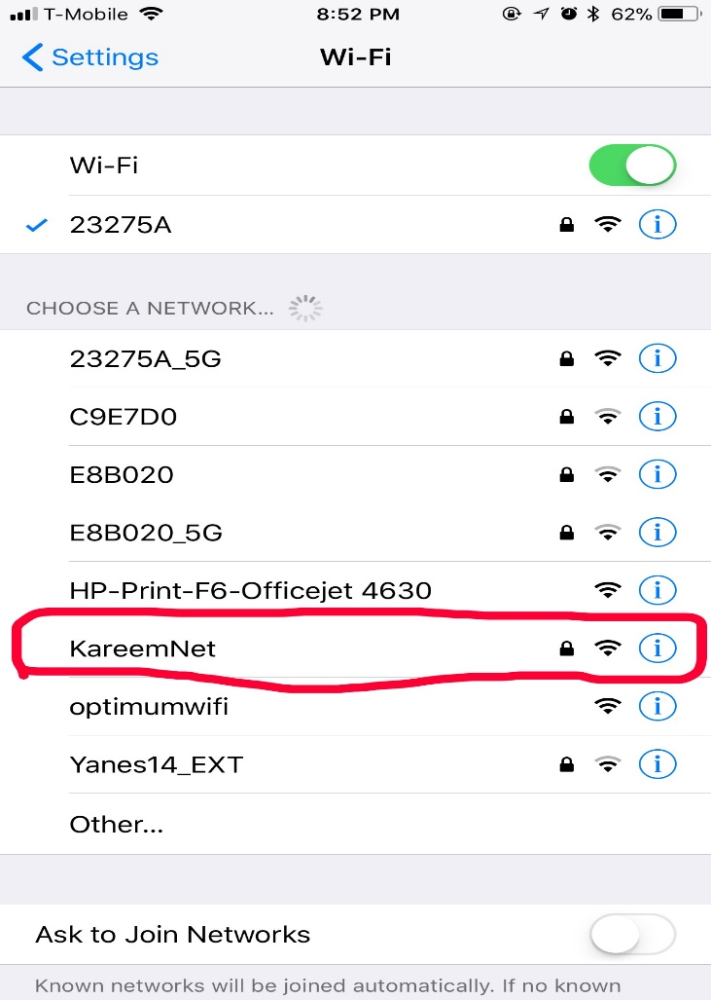 T-Mobile 8:52 PM 62%
Settings Wi-Fi
Wi-Fi
23275A
CHOOSE A NETWORK...
23275A_5G
C9E7D0
E8B020
E8B020_5G
HP-Print-F6-Officejet 4630
KareemNet
optimumwifi
Yanes14_EXT
Other...
Ask to Join Networks
Known networks will be joined automatically. If no known